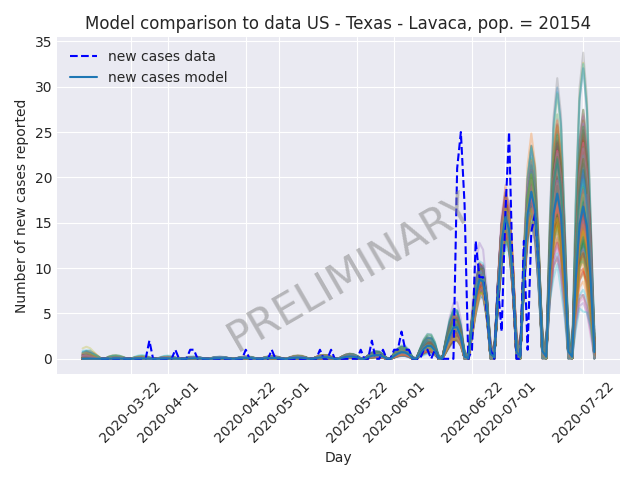 Model comparison to data US - Texas - Lavaca, pop. = 20154
new cases data
new cases model
Number of new cases reported
35
30
25
20
15
10
5
0
PRELIMINARY
2020-03-22
2020-04-01
2020-04-22
2020-05-01
2020-05-22
2020-06-01
2020-06-22
2020-07-01
2020-07-22
Day